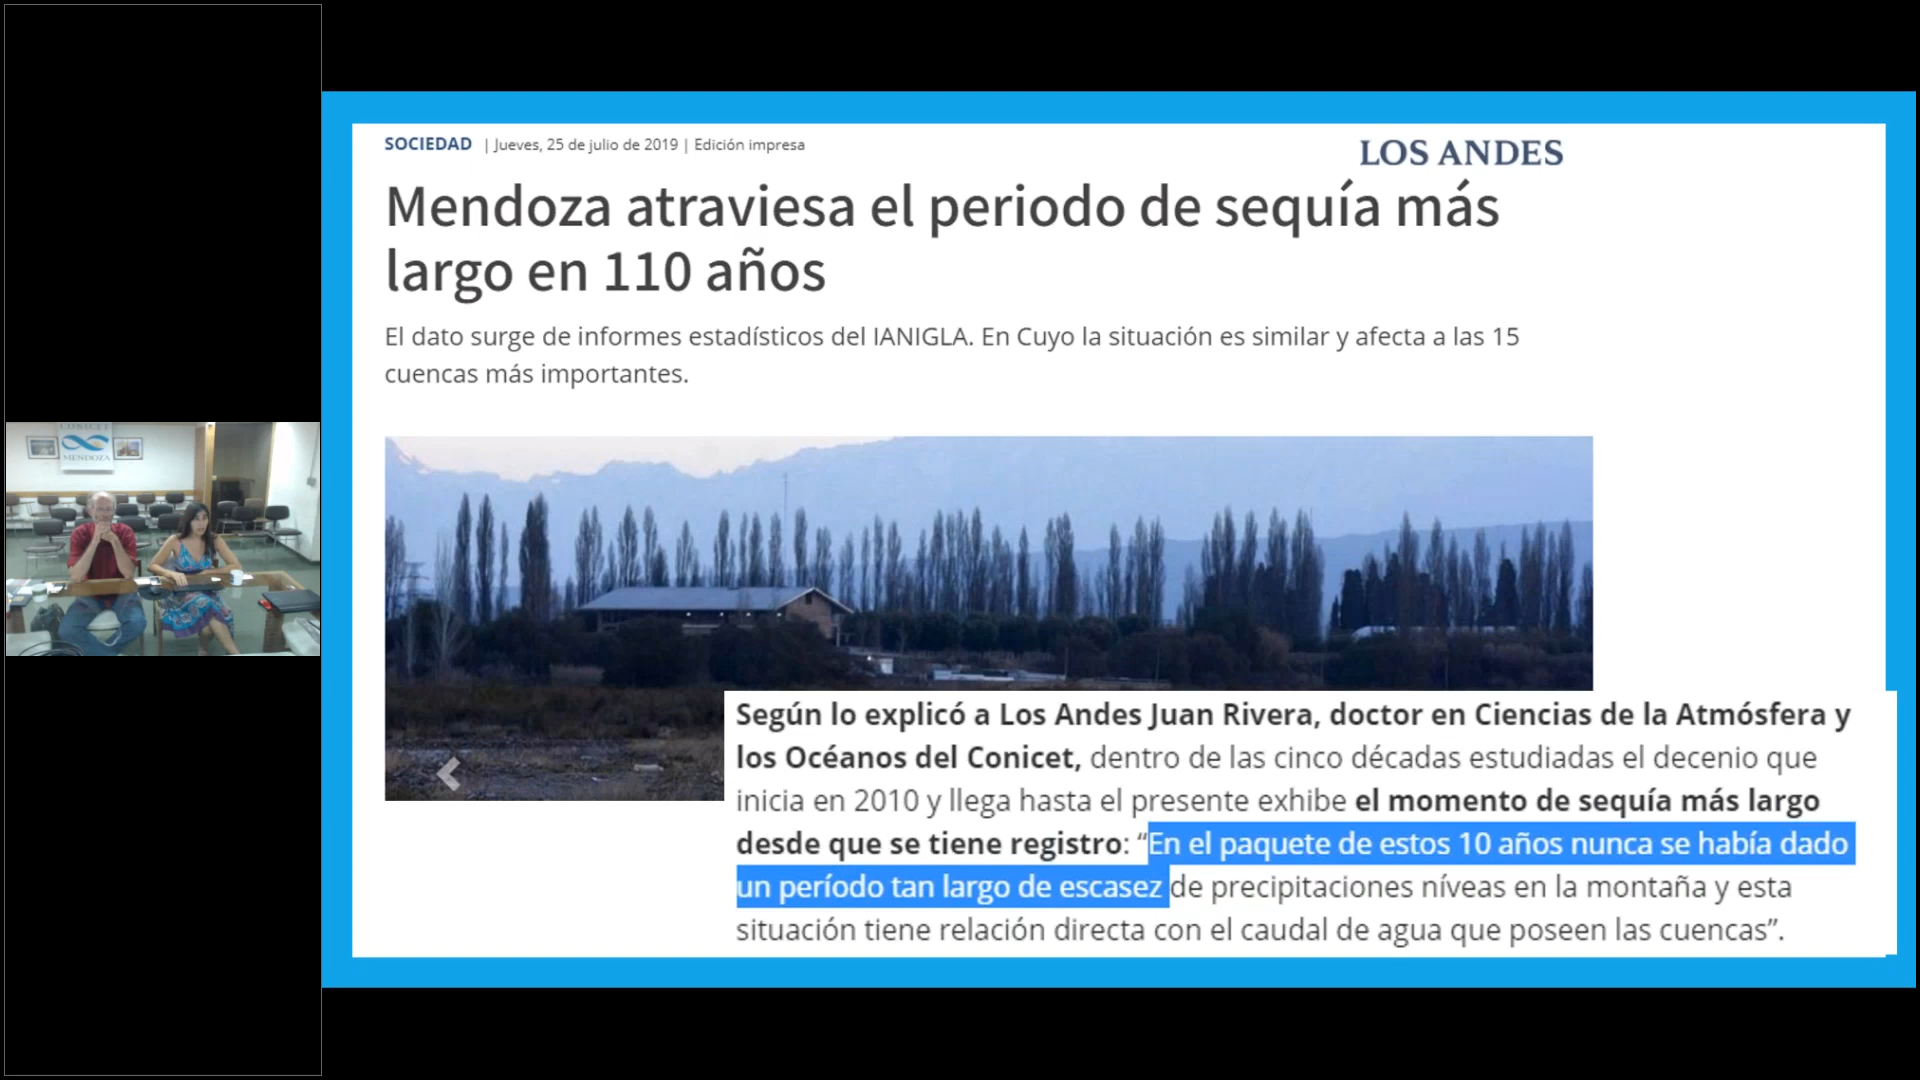 CONICET
MENDOZA
SOCIEDAD | Jueves, 25 de julio de 2019 | Edición impresa
LOS ANDES
Mendoza atraviesa el periodo de sequía más
largo en 110 años
El dato surge de informes estadísticos del IANIGLA. En Cuyo la situación es similar y afecta a las 15
cuencas más importantes.
Según lo explicó a Los Andes Juan Rivera, doctor en Ciencias de la Atmósfera y
los Océanos del Conicet, dentro de las cinco décadas estudiadas el decenio que
inicia en 2010 y llega hasta el presente exhibe el momento de sequía más largo
desde que se tiene registro: “En el paquete de estos 10 años nunca se había dado
un período tan largo de escasez de precipitaciones níveas en la montaña y esta
situación tiene relación directa con el caudal de agua que poseen las cuencas”.